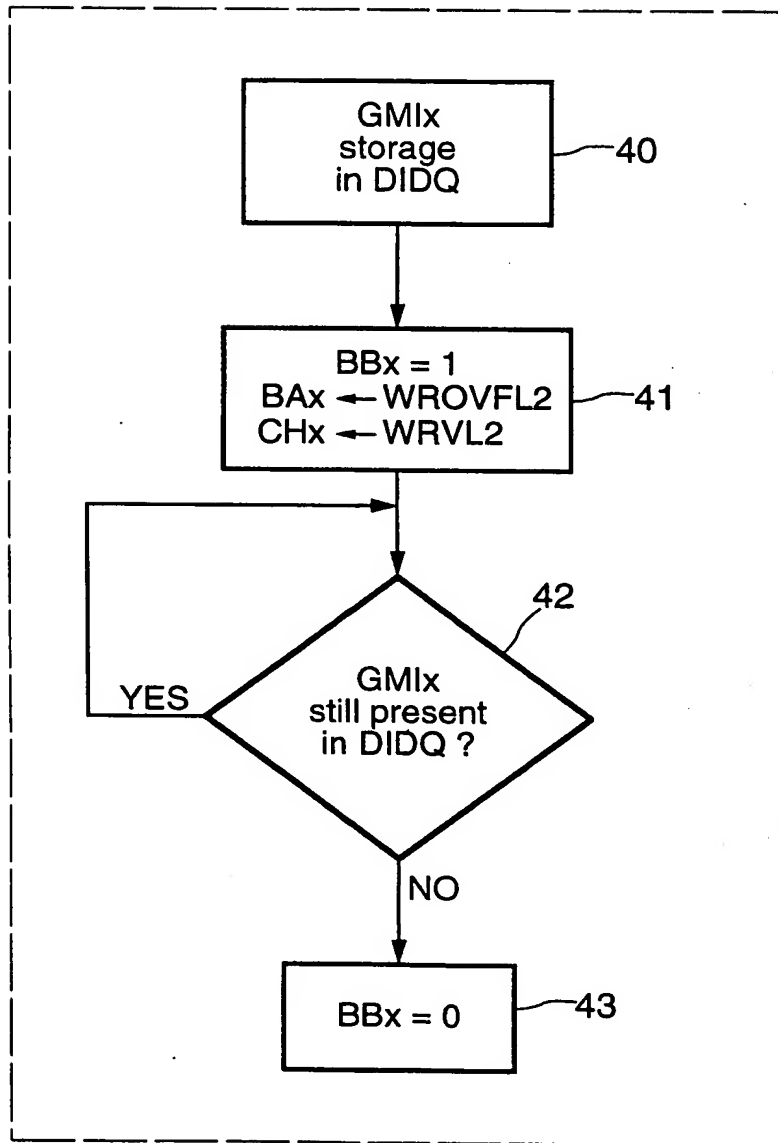 GMIx
storage
in DIDQ
40
BBx = 1
BAx ← WROVFL2
CHx ← WRVL2
41
42
GMIx
still present
in DIDQ ?
YES
NO
BBx = 0
43